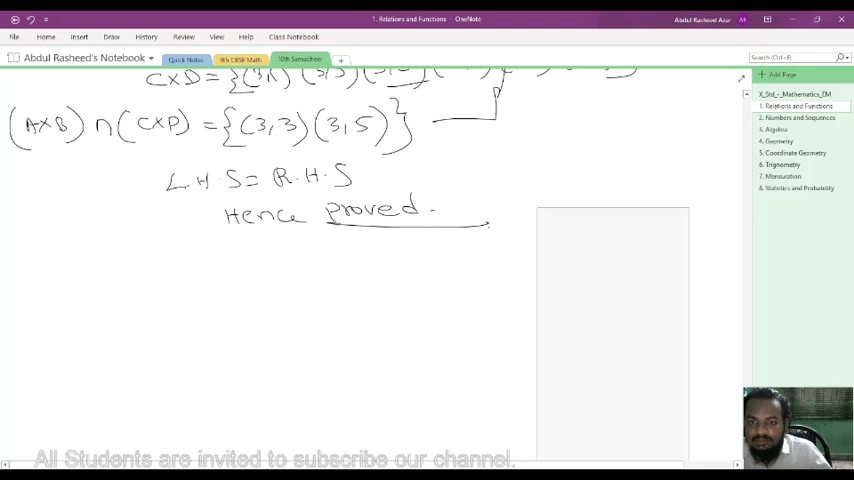 1. Relations and Functions - OneNote
Abdul Rasheed Azar AR
File Home Insert Draw History Review View Help Class Notebook
Abdul Rasheed's Notebook Quick Notes 9th CBSE Math 10th Samacheer
Search (Ctrl+E)
Add Page
X_Std_-_Mathematics_EM
1. Relations and Functions
2. Numbers and Sequences
3. Algebra
4. Geometry
5. Coordinate Geometry
6. Trigonometry
7. Mensuration
8. Statistics and Probability
C×D = {
(A×B) ∩ (C×D) = {(3,3)(3,5)}
L.H.S = R.H.S
Hence proved.
All Students are invited to subscribe our channel.